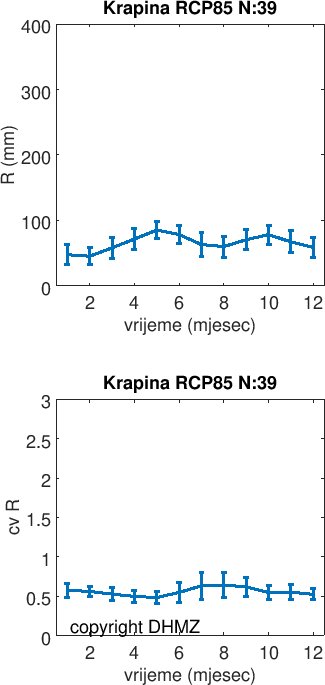 Krapina RCP85 N:39
400
300
200
100
0
R (mm)
2 4 6 8 10 12
vrijeme (mjesec)
Krapina RCP85 N:39
3
2.5
2
1.5
1
0.5
0
cv R
copyright DHMZ
2 4 6 8 10 12
vrijeme (mjesec)